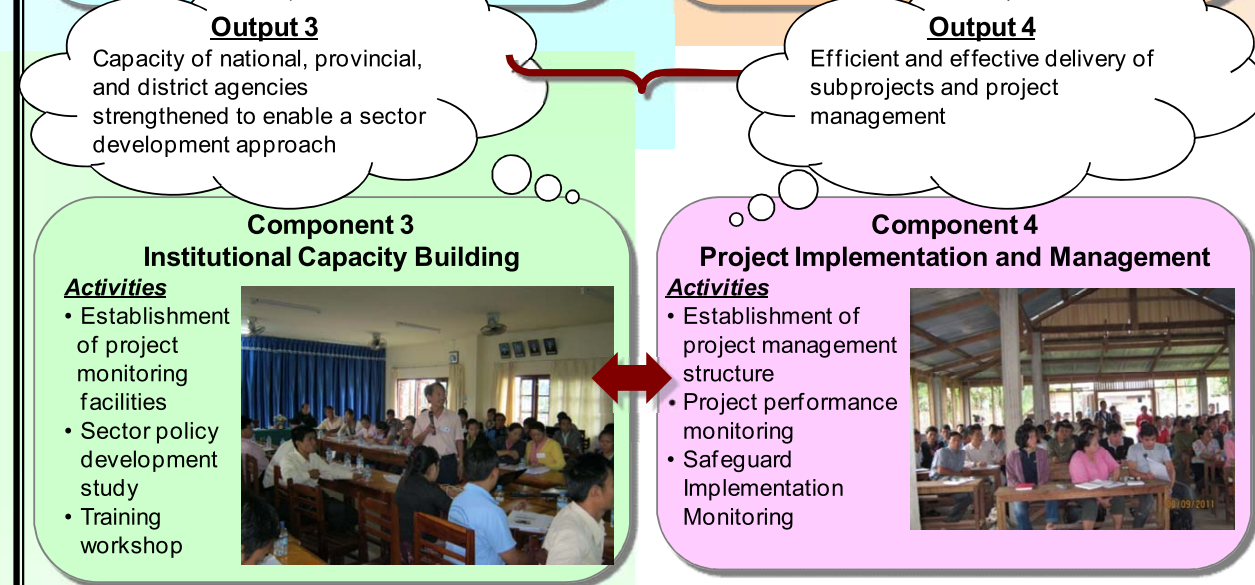 Output 3
Capacity of national, provincial,
and district agencies
strengthened to enable a sector
development approach
Output 4
Efficient and effective delivery of
subprojects and project
management
Component 3
Institutional Capacity Building
Activities
• Establishment
of project
monitoring
facilities
• Sector policy
development
study
• Training
workshop
Component 4
Project Implementation and Management
Activities
• Establishment of
project management
structure
• Project performance
monitoring
• Safeguard
Implementation
Monitoring